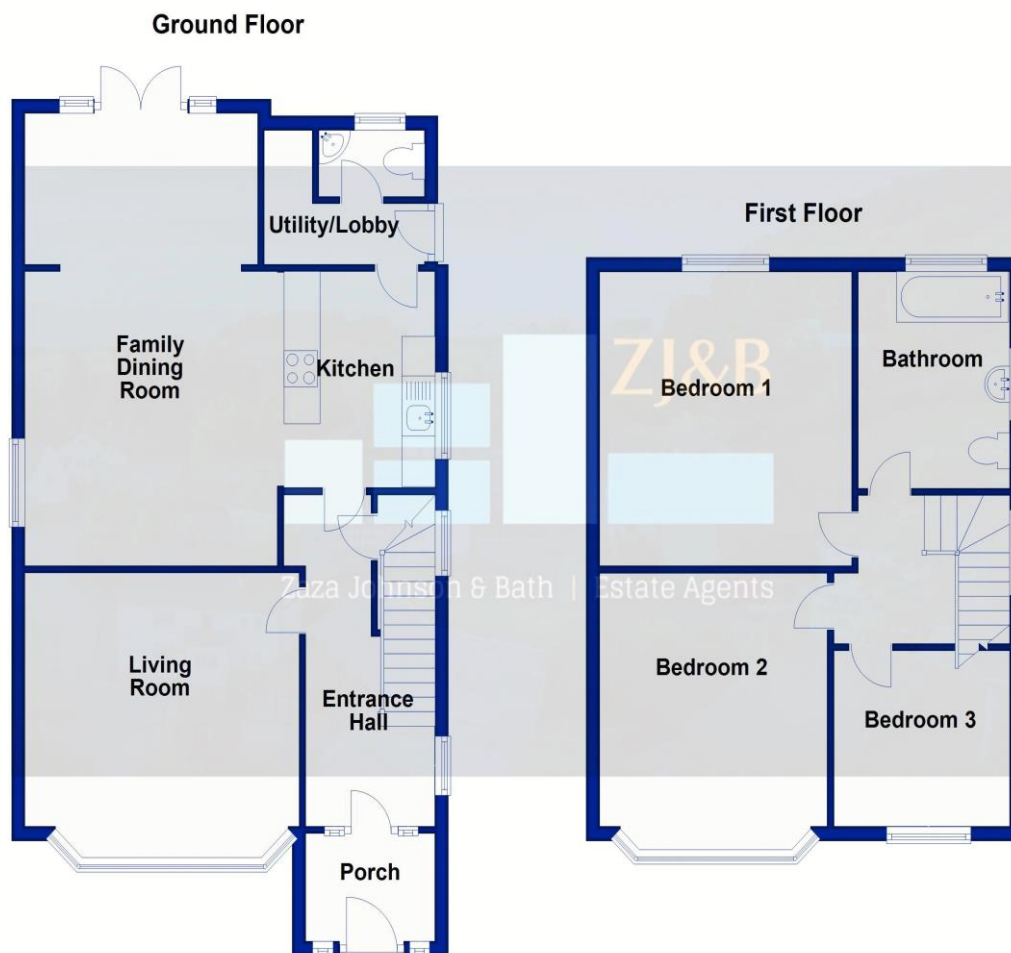 Ground Floor
Utility/Lobby
Family
Dining
Room
Kitchen
Living
Room
Entrance
Hall
Porch
First Floor
ZJ&B
Bedroom 1
Bathroom
Zaza Johnson & Bath | Estate Agents
Bedroom 2
Bedroom 3